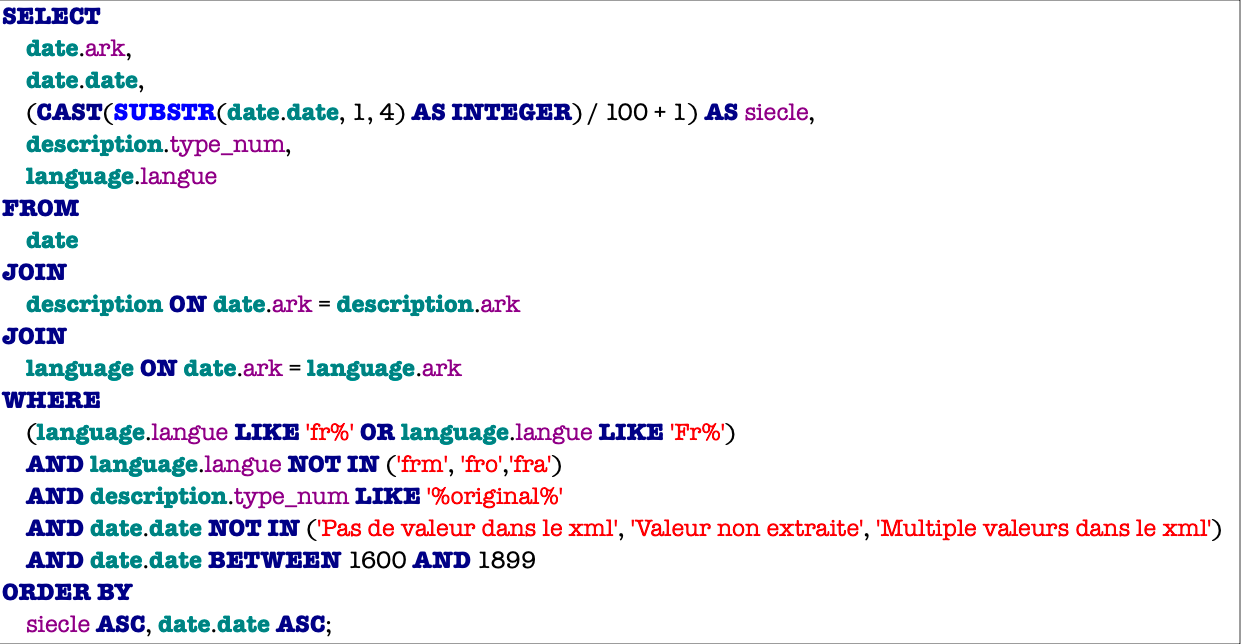 SELECT
date.ark,
date.date,
(CAST(SUBSTR(date.date, 1, 4) AS INTEGER) / 100 + 1) AS siecle,
description.type_num,
language.langue
FROM
date
JOIN
description ON date.ark = description.ark
JOIN
language ON date.ark = language.ark
WHERE
(language.langue LIKE 'fr%' OR language.langue LIKE 'Fr%')
AND language.langue NOT IN ('frm', 'fro','fra')
AND description.type_num LIKE '%original%'
AND date.date NOT IN ('Pas de valeur dans le xml', 'Valeur non extraite', 'Multiple valeurs dans le xml')
AND date.date BETWEEN 1600 AND 1899
ORDER BY
siecle ASC, date.date ASC;